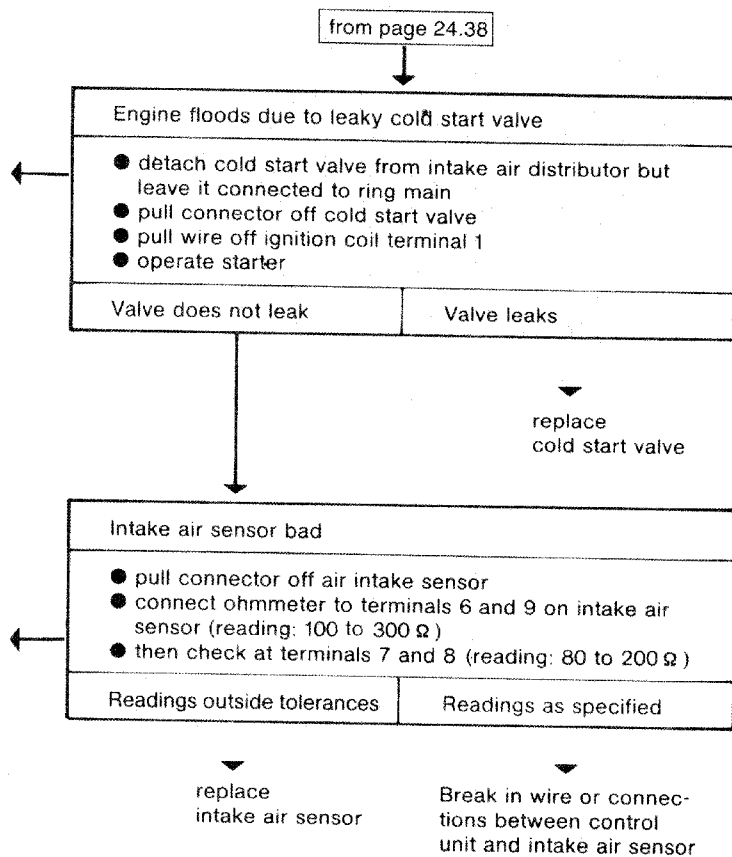 from page 24.38
Engine floods due to leaky cold start valve
● detach cold start valve from intake air distributor but
leave it connected to ring main
● pull connector off cold start valve
● pull wire off ignition coil terminal 1
● operate starter
Valve does not leak
Valve leaks
replace
cold start valve
Intake air sensor bad
● pull connector off air intake sensor
● connect ohmmeter to terminals 6 and 9 on intake air
sensor (reading: 100 to 300 Ω)
● then check at terminals 7 and 8 (reading: 80 to 200 Ω)
Readings outside tolerances
Readings as specified
replace
intake air sensor
Break in wire or connec-
tions between control
unit and intake air sensor